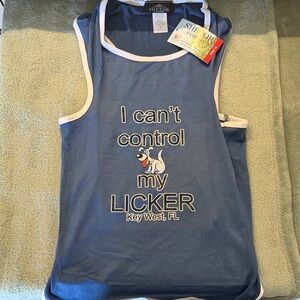 I can't
control
my
LICKER
Key West, FL